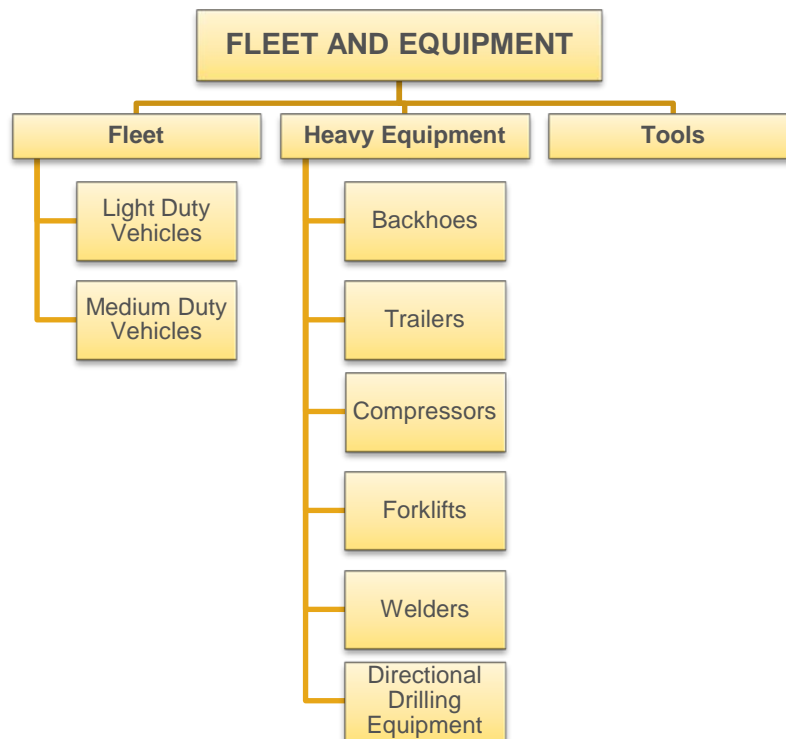 FLEET AND EQUIPMENT
Fleet
Heavy Equipment
Tools
Light Duty
Vehicles
Medium Duty
Vehicles
Backhoes
Trailers
Compressors
Forklifts
Welders
Directional
Drilling
Equipment